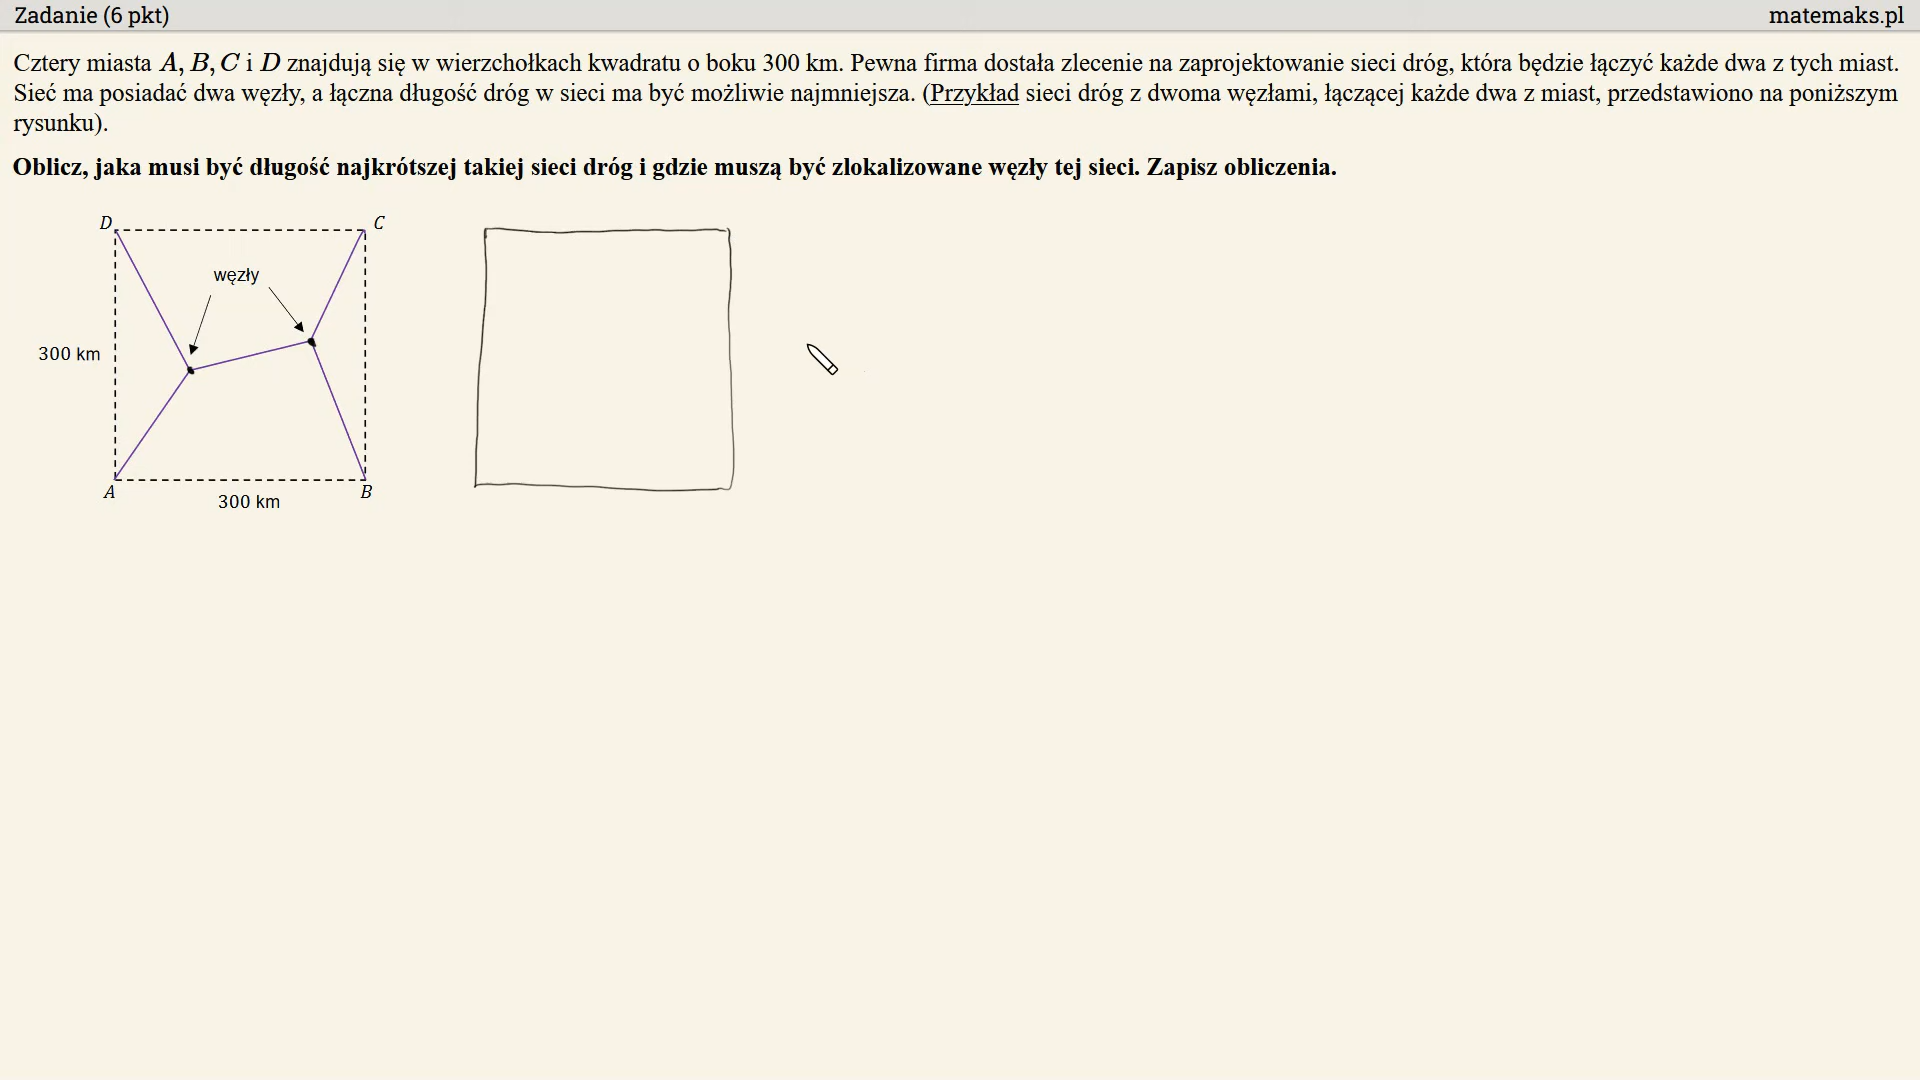 Zadanie (6 pkt)
matemaks.pl
Cztery miasta A, B, C i D znajdują się w wierzchołkach kwadratu o boku 300 km. Pewna firma dostała zlecenie na zaprojektowanie sieci dróg, która będzie łączyć każde dwa z tych miast.
Sieć ma posiadać dwa węzły, a łączna długość dróg w sieci ma być możliwie najmniejsza. (Przykład sieci dróg z dwoma węzłami, łączącej każde dwa z miast, przedstawiono na poniższym
rysunku).
Oblicz, jaka musi być długość najkrótszej takiej sieci dróg i gdzie muszą być zlokalizowane węzły tej sieci. Zapisz obliczenia.
D
C
węzły
300 km
A
B
300 km